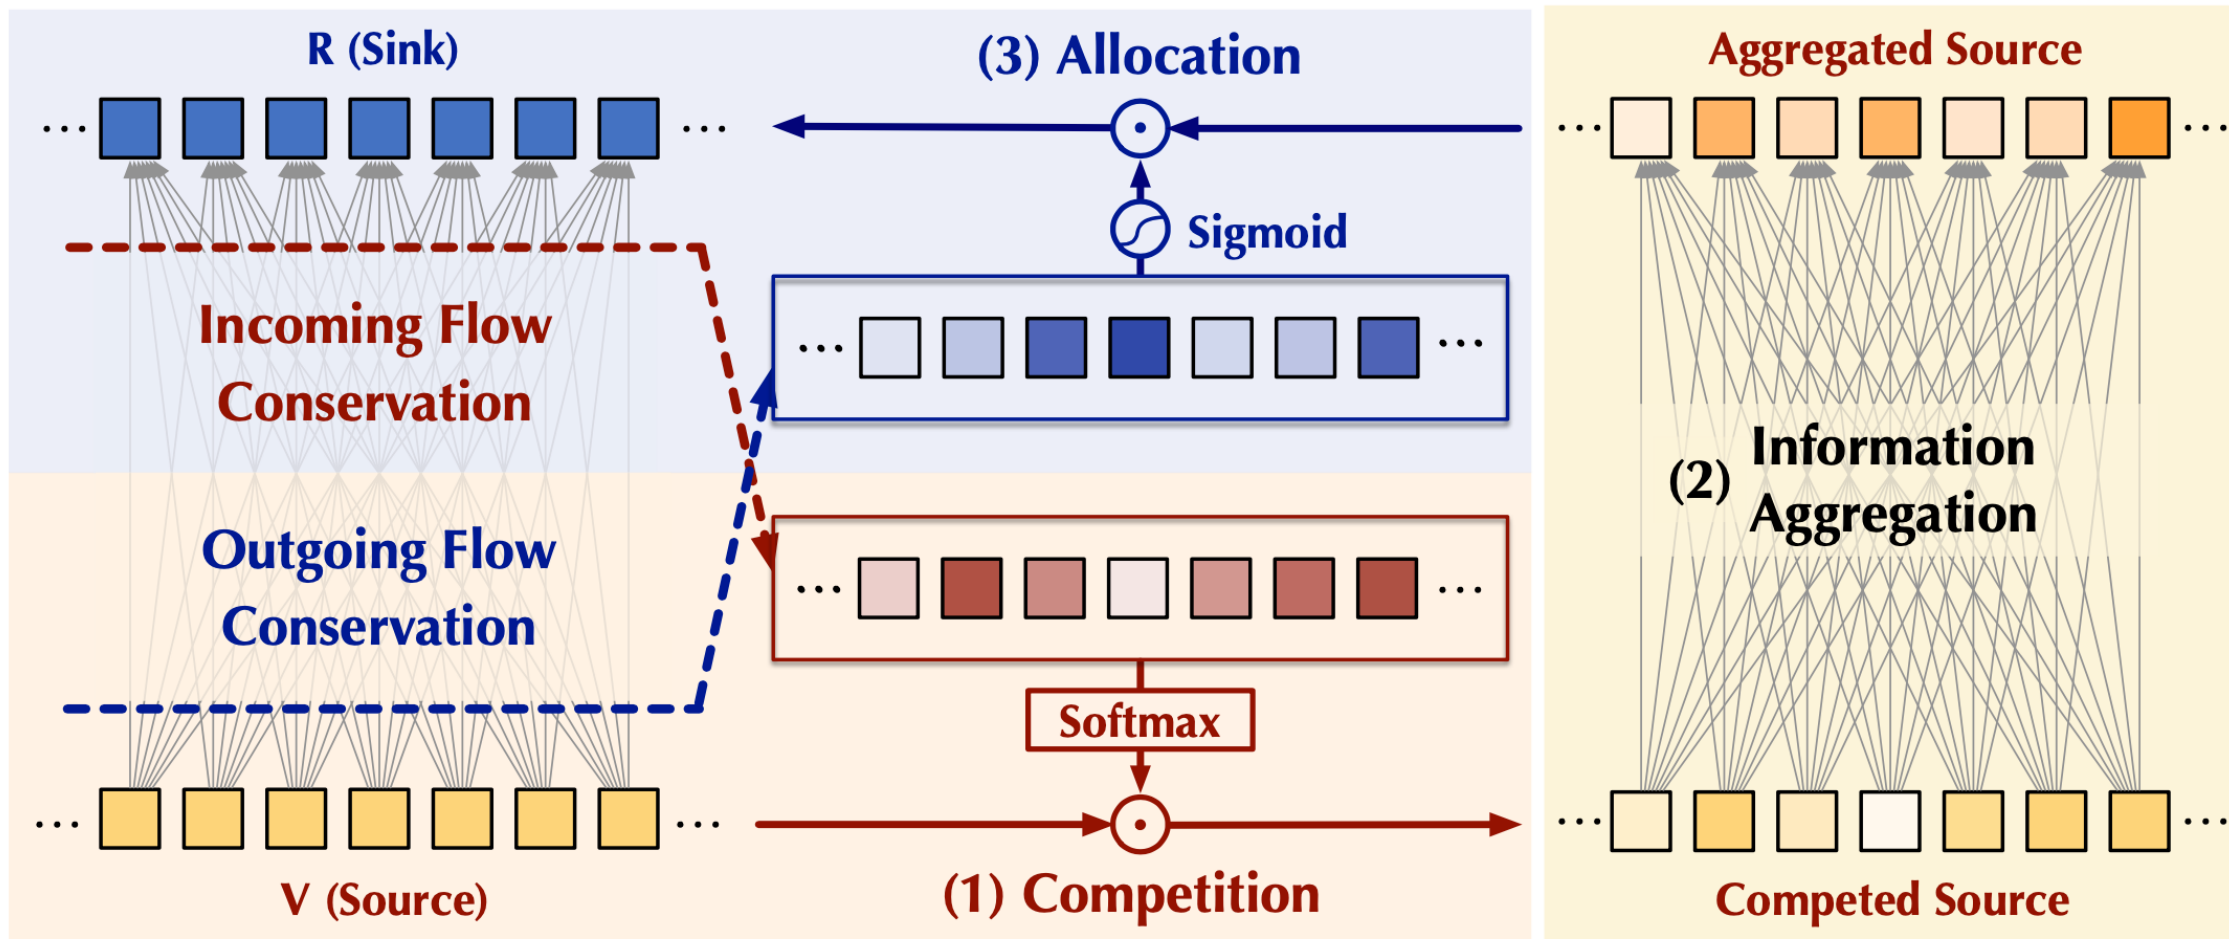 R (Sink)
(3) Allocation
Aggregated Source
Sigmoid
Incoming Flow
Conservation
(2) Information
Aggregation
Outgoing Flow
Conservation
Softmax
V (Source)
(1) Competition
Competed Source